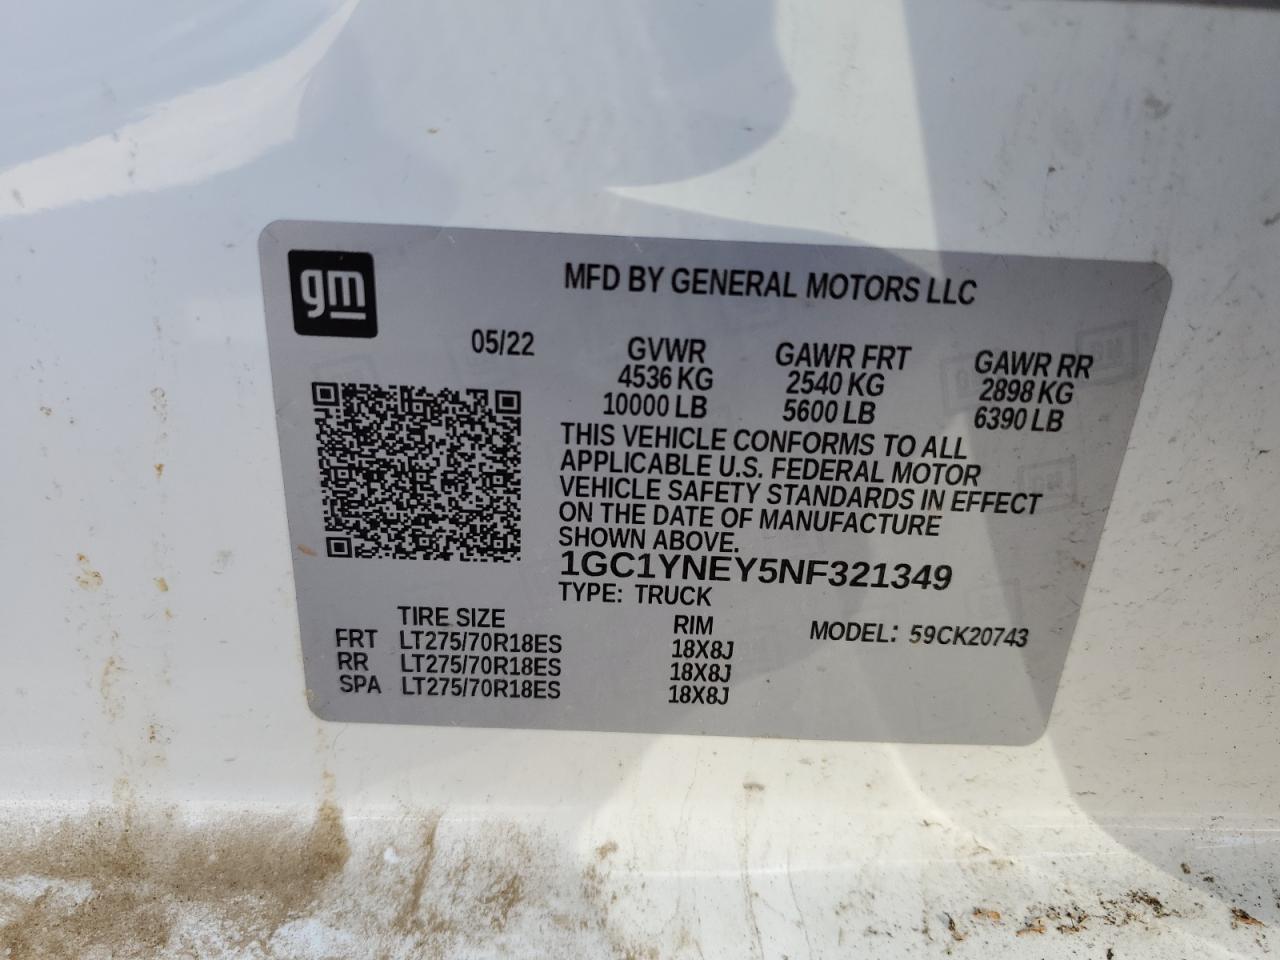 gm
MFD BY GENERAL MOTORS LLC
05/22
GVWR GAWR FRT GAWR RR
4536 KG 2540 KG 2898 KG
10000 LB 5600 LB 6390 LB
THIS VEHICLE CONFORMS TO ALL
APPLICABLE U.S. FEDERAL MOTOR
VEHICLE SAFETY STANDARDS IN EFFECT
ON THE DATE OF MANUFACTURE
SHOWN ABOVE.
1GC1YNEY5NF321349
TYPE: TRUCK
MODEL: 59CK20743
TIRE SIZE RIM
FRT LT275/70R18ES 18X8J
RR LT275/70R18ES 18X8J
SPA LT275/70R18ES 18X8J